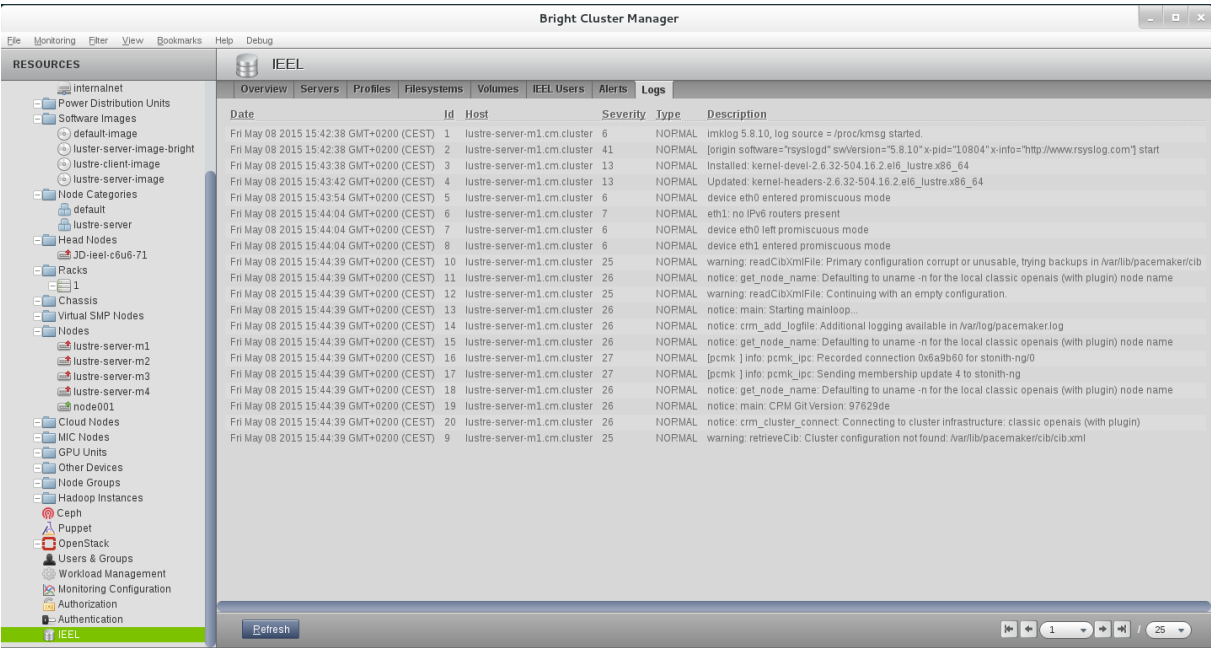 Bright Cluster Manager
File Monitoring Filter View Bookmarks Help Debug
RESOURCES
internalnet
Power Distribution Units
Software Images
default-image
luster-server-image-bright
lustre-client-image
lustre-server-image
Node Categories
default
lustre-server
Head Nodes
JD-ieel-c6u6-71
Racks
1
Chassis
Virtual SMP Nodes
Nodes
lustre-server-m1
lustre-server-m2
lustre-server-m3
lustre-server-m4
node001
Cloud Nodes
MIC Nodes
GPU Units
Other Devices
Node Groups
Hadoop Instances
Ceph
Puppet
OpenStack
Users & Groups
Workload Management
Monitoring Configuration
Authorization
Authentication
IEEL
IEEL
Overview Servers Profiles Filesystems Volumes IEEL Users Alerts Logs
Date Id Host Severity Type Description
Fri May 08 2015 15:42:38 GMT+0200 (CEST) 1 lustre-server-m1.cm.cluster 6 NORMAL imklog 5.8.10, log source = /proc/kmsg started.
Fri May 08 2015 15:42:38 GMT+0200 (CEST) 2 lustre-server-m1.cm.cluster 41 NORMAL [origin software="rsyslogd" swVersion="5.8.10" x-pid="10804" x-info="http://www.rsyslog.com"] start
Fri May 08 2015 15:43:38 GMT+0200 (CEST) 3 lustre-server-m1.cm.cluster 13 NORMAL Installed: kernel-devel-2.6.32-504.16.2.el6_lustre.x86_64
Fri May 08 2015 15:43:42 GMT+0200 (CEST) 4 lustre-server-m1.cm.cluster 13 NORMAL Updated: kernel-headers-2.6.32-504.16.2.el6_lustre.x86_64
Fri May 08 2015 15:43:54 GMT+0200 (CEST) 5 lustre-server-m1.cm.cluster 6 NORMAL device eth0 entered promiscuous mode
Fri May 08 2015 15:44:04 GMT+0200 (CEST) 6 lustre-server-m1.cm.cluster 7 NORMAL eth1: no IPv6 routers present
Fri May 08 2015 15:44:04 GMT+0200 (CEST) 7 lustre-server-m1.cm.cluster 6 NORMAL device eth0 left promiscuous mode
Fri May 08 2015 15:44:04 GMT+0200 (CEST) 8 lustre-server-m1.cm.cluster 6 NORMAL device eth1 entered promiscuous mode
Fri May 08 2015 15:44:39 GMT+0200 (CEST) 10 lustre-server-m1.cm.cluster 25 NORMAL warning: readCibXmlFile: Primary configuration corrupt or unusable, trying backups in /var/lib/pacemaker/cib
Fri May 08 2015 15:44:39 GMT+0200 (CEST) 11 lustre-server-m1.cm.cluster 26 NORMAL notice: get_node_name: Defaulting to uname -n for the local classic openais (with plugin) node name
Fri May 08 2015 15:44:39 GMT+0200 (CEST) 12 lustre-server-m1.cm.cluster 25 NORMAL warning: readCibXmlFile: Continuing with an empty configuration.
Fri May 08 2015 15:44:39 GMT+0200 (CEST) 13 lustre-server-m1.cm.cluster 26 NORMAL notice: main: Starting mainloop...
Fri May 08 2015 15:44:39 GMT+0200 (CEST) 14 lustre-server-m1.cm.cluster 26 NORMAL notice: crm_add_logfile: Additional logging available in /var/log/pacemaker.log
Fri May 08 2015 15:44:39 GMT+0200 (CEST) 15 lustre-server-m1.cm.cluster 26 NORMAL notice: get_node_name: Defaulting to uname -n for the local classic openais (with plugin) node name
Fri May 08 2015 15:44:39 GMT+0200 (CEST) 16 lustre-server-m1.cm.cluster 27 NORMAL [pcmk ] info: pcmk_ipc: Recorded connection 0x6a9b60 for stonith-ng/0
Fri May 08 2015 15:44:39 GMT+0200 (CEST) 17 lustre-server-m1.cm.cluster 27 NORMAL [pcmk ] info: pcmk_ipc: Sending membership update 4 to stonith-ng
Fri May 08 2015 15:44:39 GMT+0200 (CEST) 18 lustre-server-m1.cm.cluster 26 NORMAL notice: get_node_name: Defaulting to uname -n for the local classic openais (with plugin) node name
Fri May 08 2015 15:44:39 GMT+0200 (CEST) 19 lustre-server-m1.cm.cluster 26 NORMAL notice: main: CRM Git Version: 97629de
Fri May 08 2015 15:44:39 GMT+0200 (CEST) 20 lustre-server-m1.cm.cluster 26 NORMAL notice: crm_cluster_connect: Connecting to cluster infrastructure: classic openais (with plugin)
Fri May 08 2015 15:44:39 GMT+0200 (CEST) 9 lustre-server-m1.cm.cluster 25 NORMAL warning: retrieveCib: Cluster configuration not found: /var/lib/pacemaker/cib/cib.xml
Refresh
1 / 25